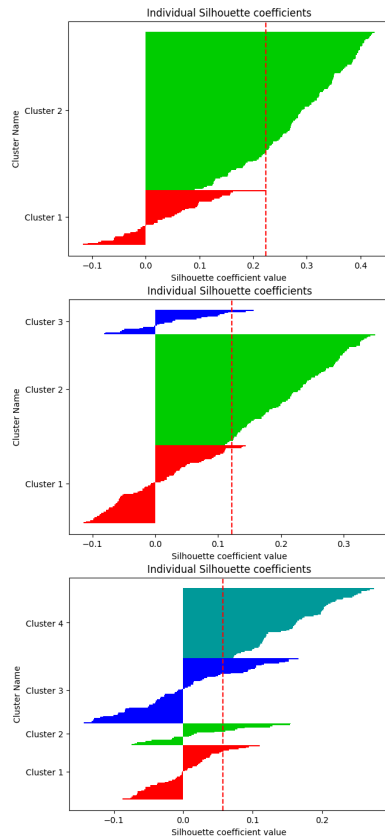 Individual Silhouette coefficients
Cluster Name
Cluster 2
Cluster 1
−0.1 0.0 0.1 0.2 0.3 0.4
Silhouette coefficient value
Individual Silhouette coefficients
Cluster Name
Cluster 3
Cluster 2
Cluster 1
−0.1 0.0 0.1 0.2 0.3
Silhouette coefficient value
Individual Silhouette coefficients
Cluster Name
Cluster 4
Cluster 3
Cluster 2
Cluster 1
−0.1 0.0 0.1 0.2
Silhouette coefficient value